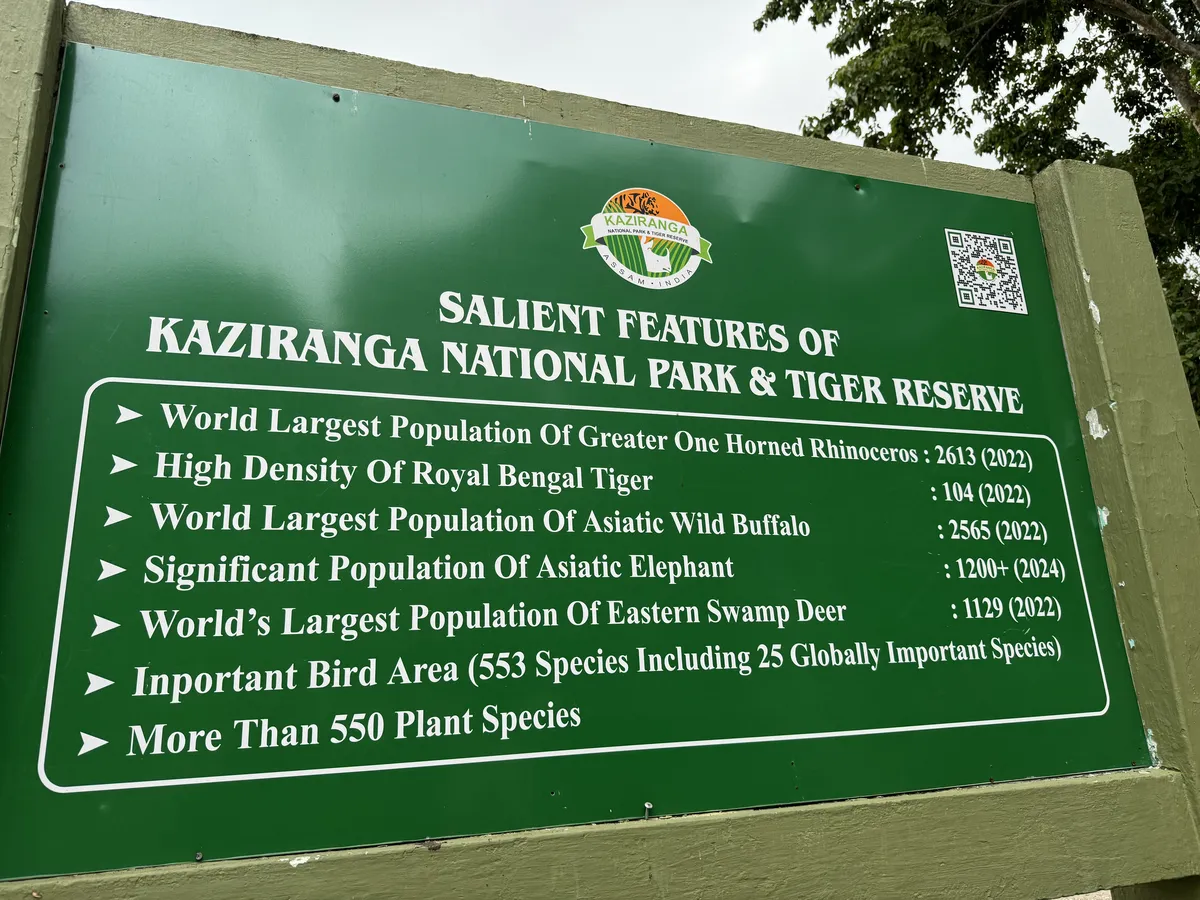 KAZIRANGA
NATIONAL PARK & TIGER RESERVE
ASSAM • INDIA
SALIENT FEATURES OF
KAZIRANGA NATIONAL PARK & TIGER RESERVE
➤ World Largest Population Of Greater One Horned Rhinoceros : 2613 (2022)
➤ High Density Of Royal Bengal Tiger : 104 (2022)
➤ World Largest Population Of Asiatic Wild Buffalo : 2565 (2022)
➤ Significant Population Of Asiatic Elephant : 1200+ (2024)
➤ World's Largest Population Of Eastern Swamp Deer : 1129 (2022)
➤ Inportant Bird Area (553 Species Including 25 Globally Important Species)
➤ More Than 550 Plant Species